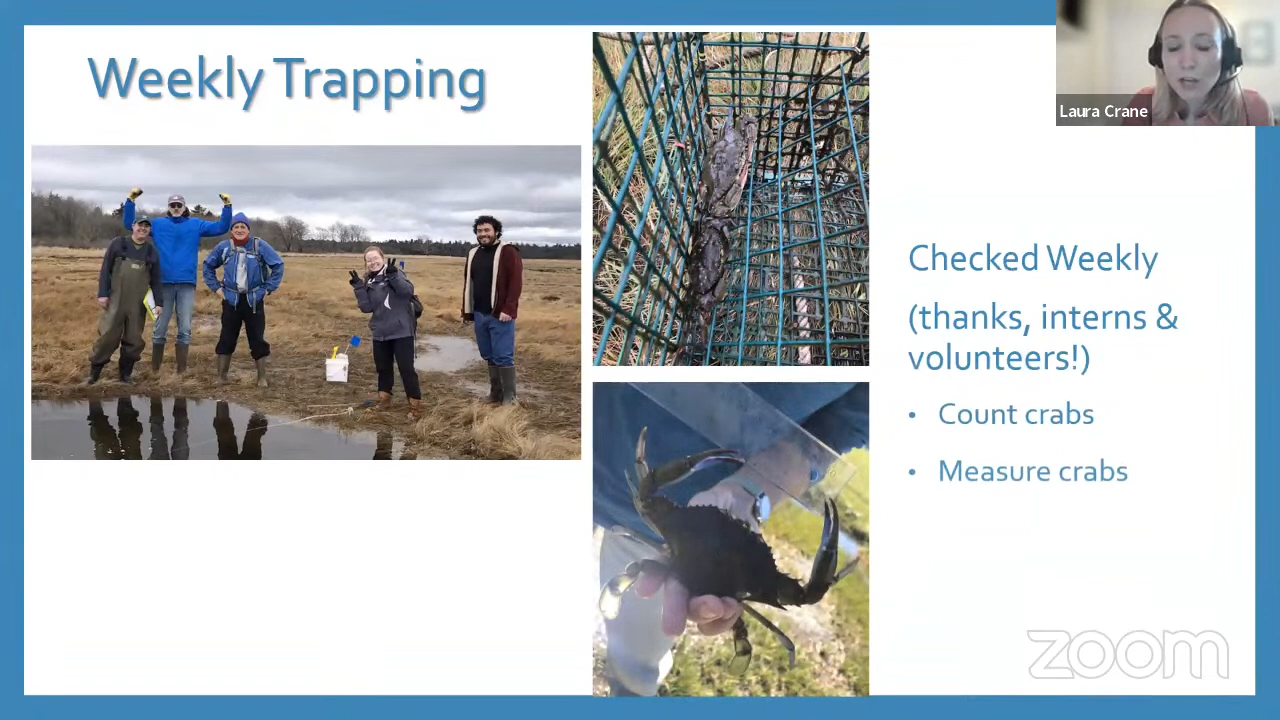 Weekly Trapping
Laura Crane
Checked Weekly
(thanks, interns &
volunteers!)
• Count crabs
• Measure crabs
zoom